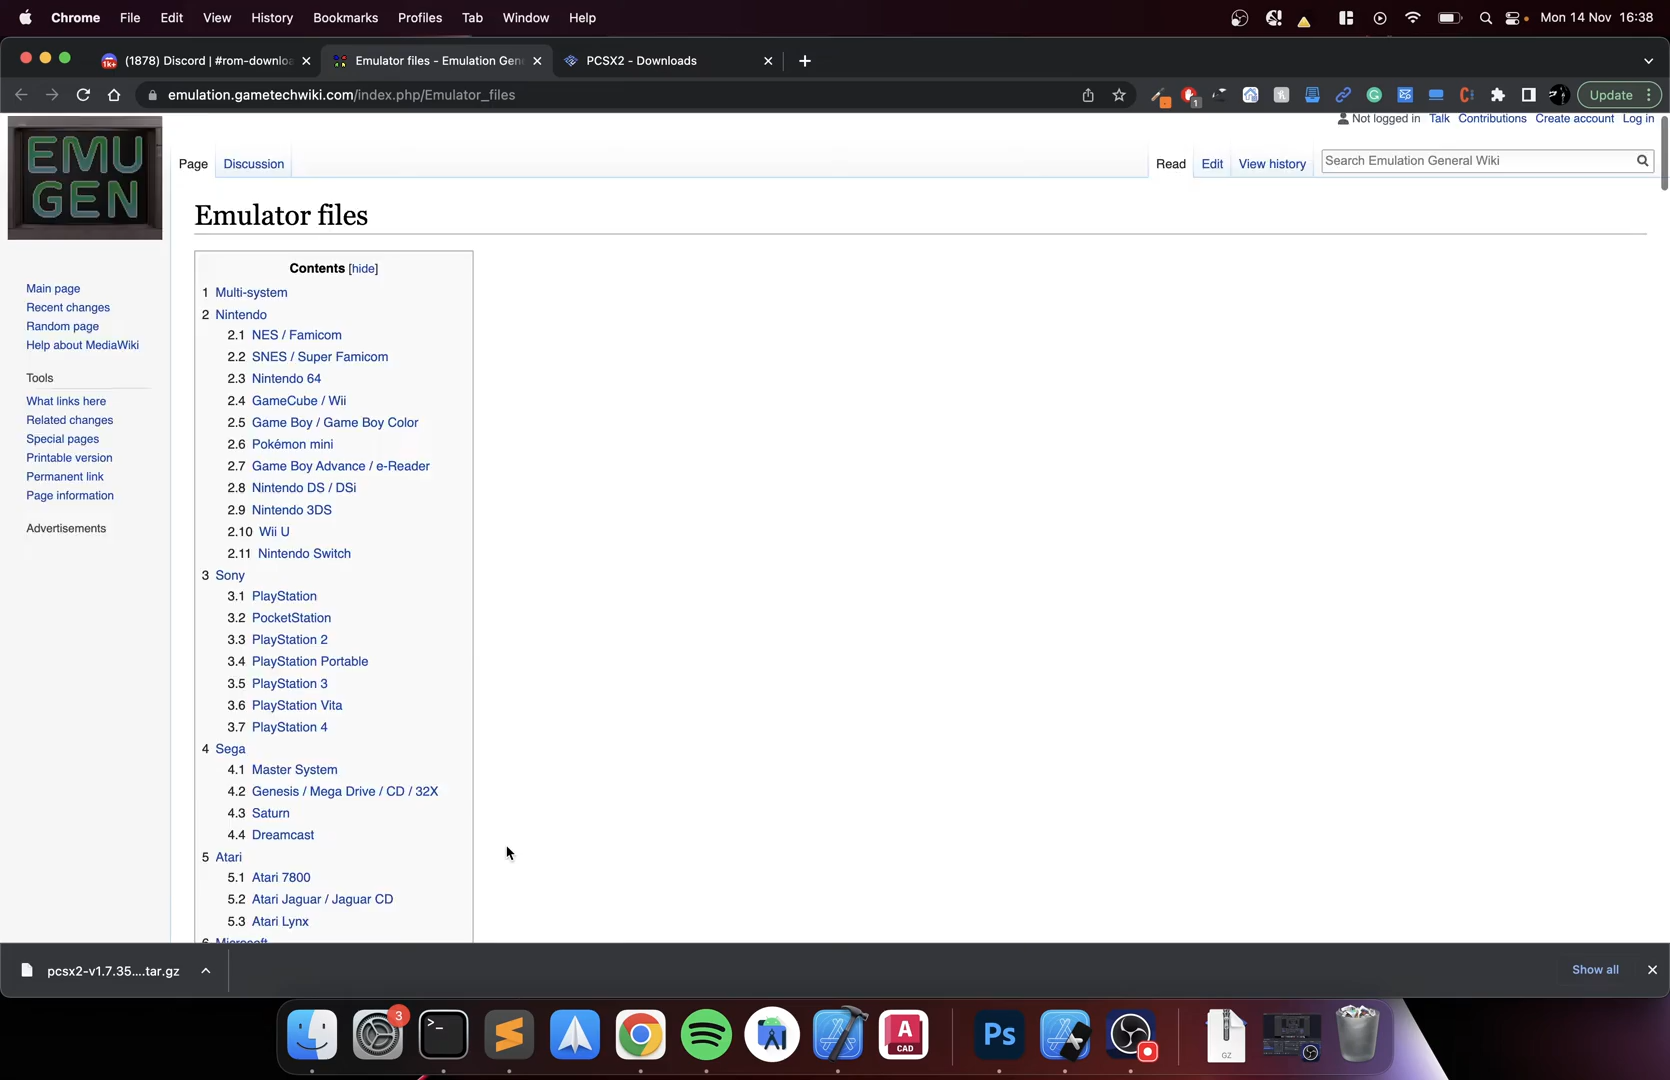 Chrome File Edit View History Bookmarks Profiles Tab Window Help Mon 14 Nov 16:38
(1878) Discord | #rom-downlo Emulator files - Emulation Gen PCSX2 - Downloads
emulation.gametechwiki.com/index.php/Emulator_files Update
Not logged in Talk Contributions Create account Log in
EMU
GEN
Page Discussion Read Edit View history Search Emulation General Wiki
Emulator files
Contents [hide]
1 Multi-system
2 Nintendo
2.1 NES / Famicom
2.2 SNES / Super Famicom
2.3 Nintendo 64
2.4 GameCube / Wii
2.5 Game Boy / Game Boy Color
2.6 Pokémon mini
2.7 Game Boy Advance / e-Reader
2.8 Nintendo DS / DSi
2.9 Nintendo 3DS
2.10 Wii U
2.11 Nintendo Switch
3 Sony
3.1 PlayStation
3.2 PocketStation
3.3 PlayStation 2
3.4 PlayStation Portable
3.5 PlayStation 3
3.6 PlayStation Vita
3.7 PlayStation 4
4 Sega
4.1 Master System
4.2 Genesis / Mega Drive / CD / 32X
4.3 Saturn
4.4 Dreamcast
5 Atari
5.1 Atari 7800
5.2 Atari Jaguar / Jaguar CD
5.3 Atari Lynx
6 Microsoft
Main page
Recent changes
Random page
Help about MediaWiki
Tools
What links here
Related changes
Special pages
Printable version
Permanent link
Page information
Advertisements
pcsx2-v1.7.35....tar.gz Show all
3
A
CAD
Ps
GZ